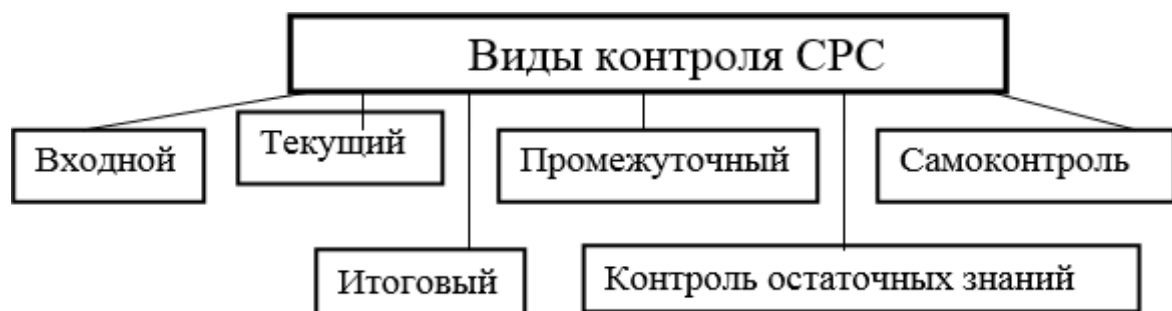 Виды контроля СРС
Входной
Текущий
Промежуточный
Самоконтроль
Итоговый
Контроль остаточных знаний